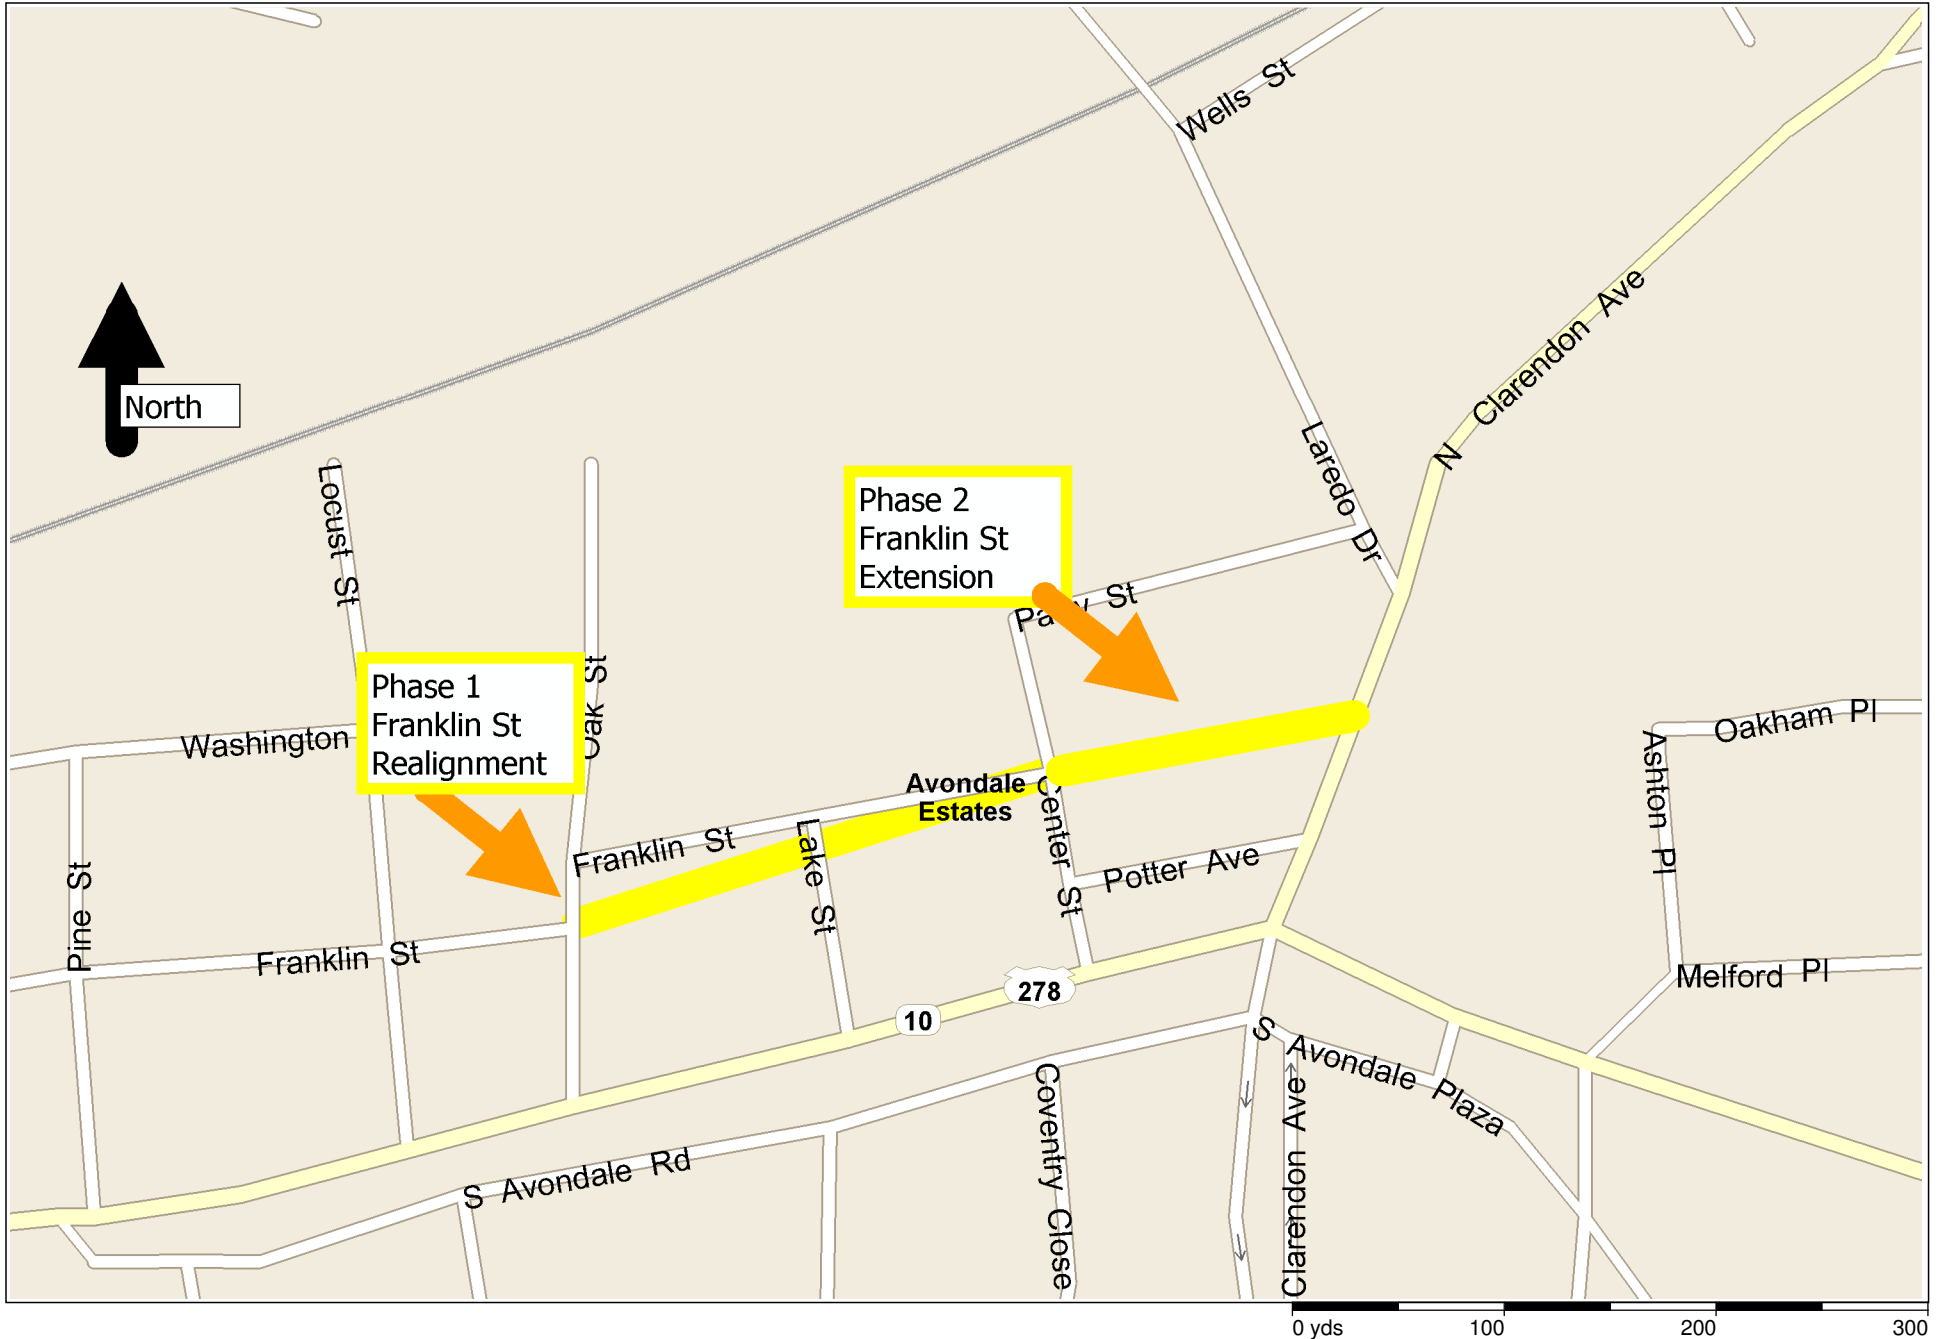 Wells St
N Clarendon Ave
North
Laredo Dr
Locust St
Phase 2
Franklin St
Extension
St
Phase 1
Franklin St
Realignment
Oak St
Washington
Oakham Pl
Ashton Pl
Avondale
Estates
Center St
Franklin St
Lake St
Potter Ave
Pine St
Franklin St
Melford Pl
278
10
S Avondale Plaza
S Avondale Rd
Coventry Close
Clarendon Ave
0 yds 100 200 300